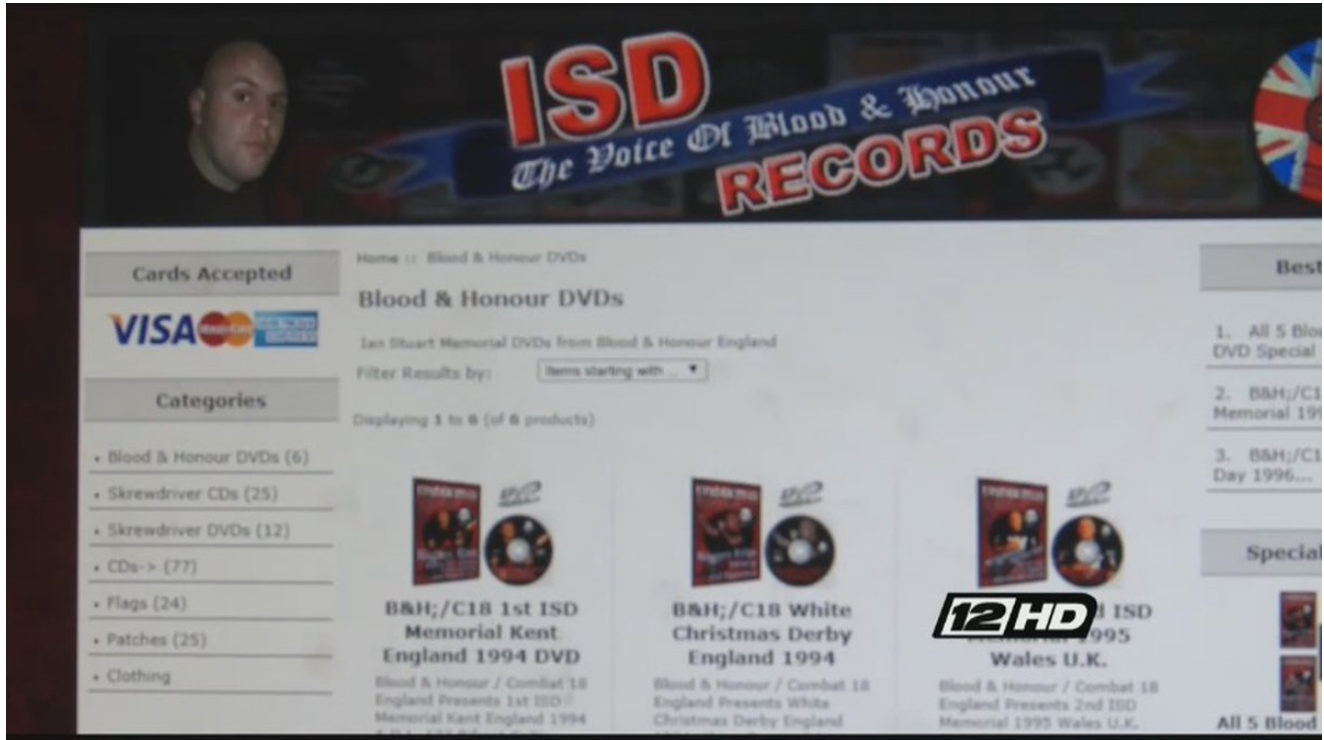 ISD
The Voice Of Blood & Honour
RECORDS
Cards Accepted
VISA MasterCard
Categories
• Blood & Honour DVDs (6)
• Skrewdriver CDs (25)
• Skrewdriver DVDs (12)
• CDs-> (77)
• Flags (24)
• Patches (25)
• Clothing
Home :: Blood & Honour DVDs
Blood & Honour DVDs
Ian Stuart Memorial DVDs from Blood & Honour England
Filter Results by: Items starting with ...
Displaying 1 to 6 (of 6 products)
B&H;/C18 1st ISD
Memorial Kent
England 1994 DVD
Blood & Honour / Combat 18
England Presents 1st ISD
Memorial Kent England 1994
B&H;/C18 White
Christmas Derby
England 1994
Blood & Honour / Combat 18
England Presents White
Christmas Derby England
ISD
1995
Wales U.K.
Blood & Honour / Combat 18
England Presents 2nd ISD
Memorial 1995 Wales U.K.
12 HD
Best
1. All 5 Bloo
DVD Special
2. B&H;/C1
Memorial 199
3. B&H;/C1
Day 1996...
Special
All 5 Blood